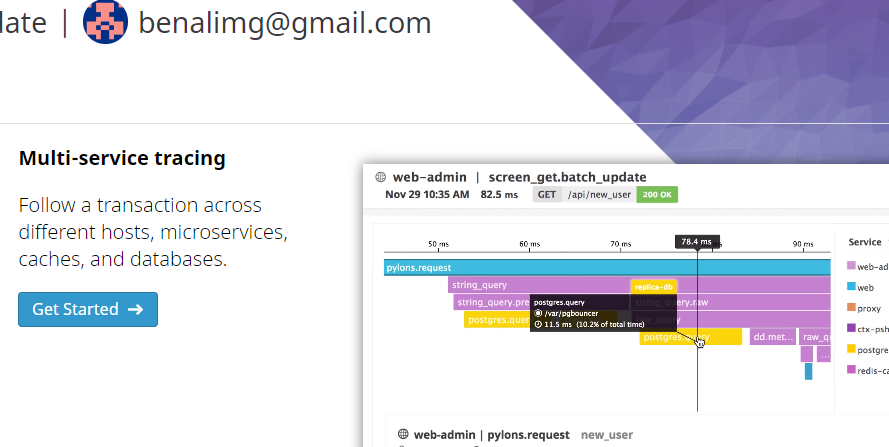 late | benalimg@gmail.com
Multi-service tracing
Follow a transaction across
different hosts, microservices,
caches, and databases.
Get Started →
web-admin | screen_get.batch_update
Nov 29 10:35 AM 82.5 ms GET /api/new_user 200 OK
78.4 ms
50 ms 60 ms 70 ms 90 ms
Service
pylons.request
string_query
replica-db
string_query.pre
string_query.raw
postgres.quer
postgres.query
/var/pgbouncer
11.5 ms (10.2% of total time)
dd.met...
raw_q
...
web-ad
web
proxy
ctx-psh
postgre
redis-ca
web-admin | pylons.request new_user